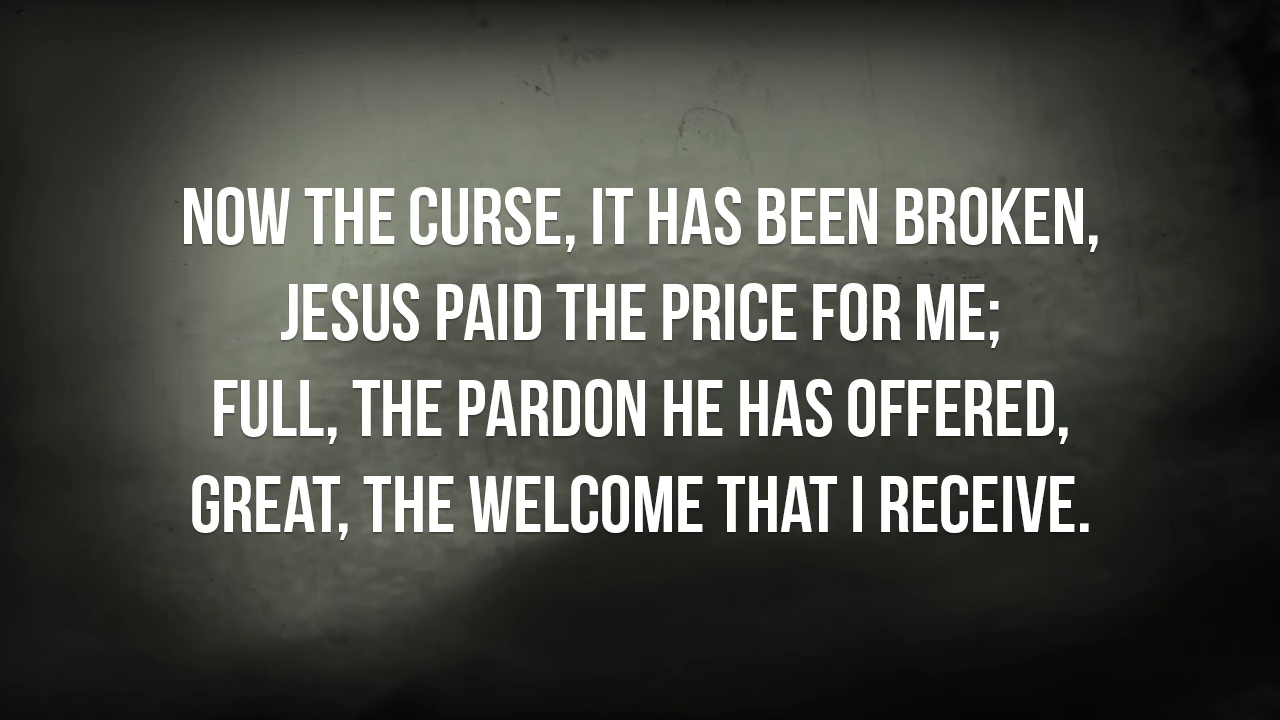 NOW THE CURSE, IT HAS BEEN BROKEN,
JESUS PAID THE PRICE FOR ME;
FULL, THE PARDON HE HAS OFFERED,
GREAT, THE WELCOME THAT I RECEIVE.